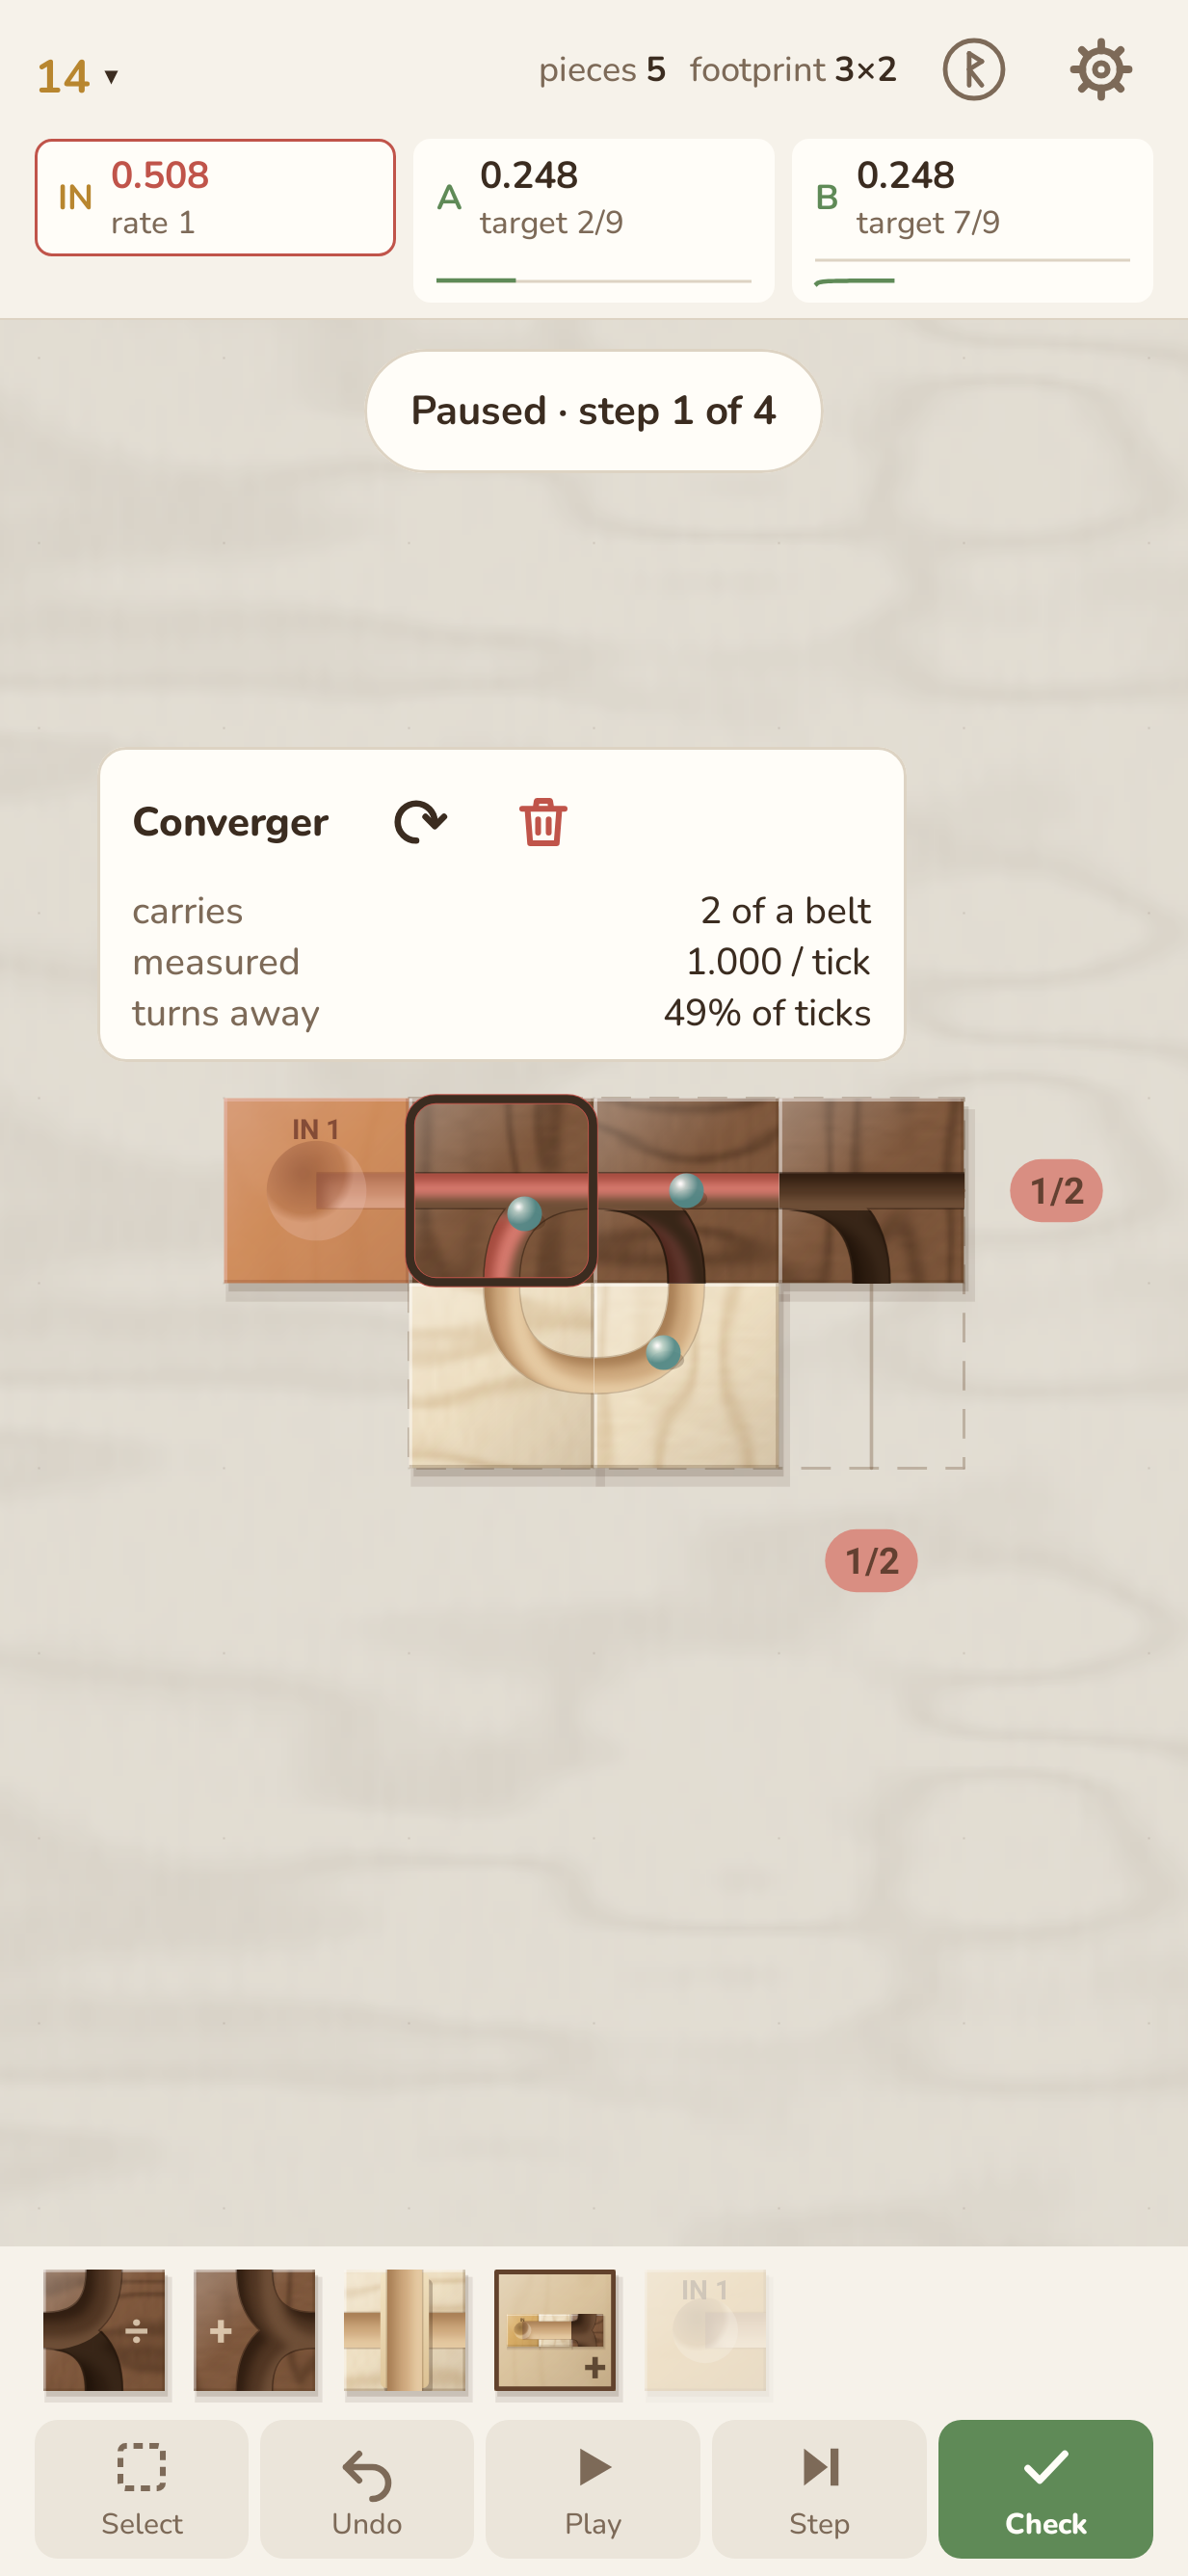 14 ▾
pieces 5 footprint 3×2
IN 0.508
rate 1
A 0.248
target 2/9
B 0.248
target 7/9
Paused · step 1 of 4
Converger
carries 2 of a belt
measured 1.000 / tick
turns away 49% of ticks
IN 1
1/2
1/2
÷
+
+
IN 1
Select
Undo
Play
Step
Check